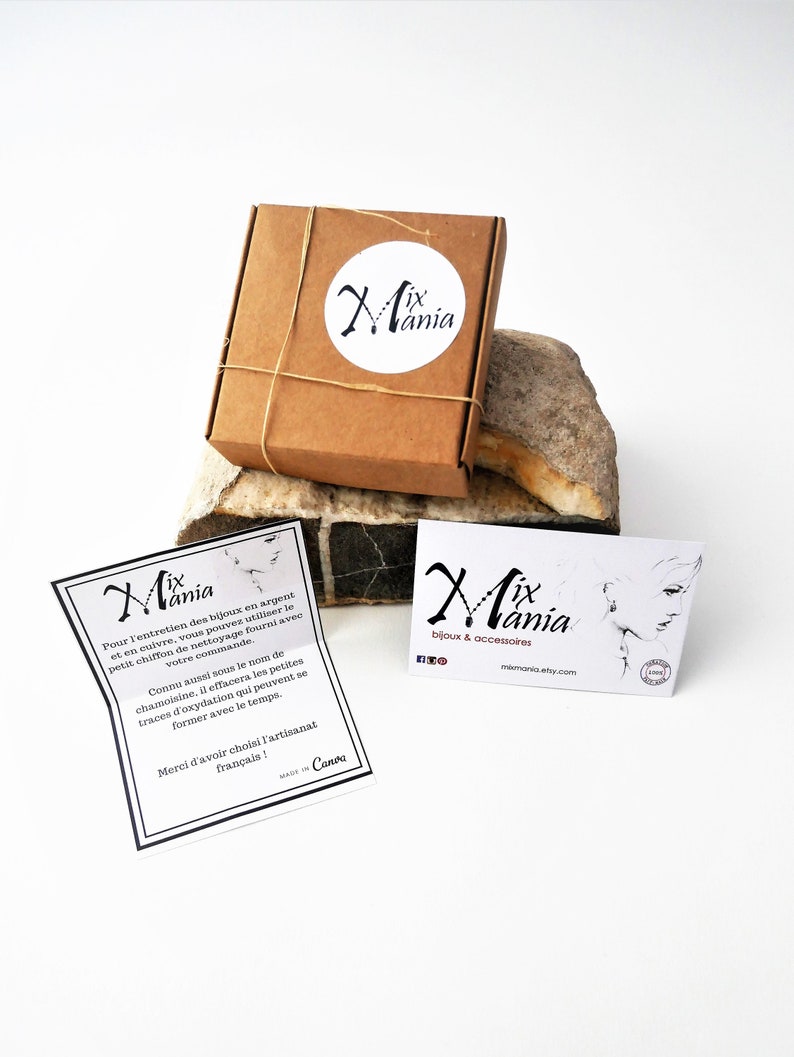 Mix
Mania
Mix
Mania
Pour l'entretien des bijoux en argent
et en cuivre, vous pouvez utiliser le
petit chiffon de nettoyage fourni avec
votre commande.
Connu aussi sous le nom de
chamoisine, il effacera les petites
traces d'oxydation qui peuvent se
former avec le temps.
Merci d'avoir choisi l'artisanat
français !
MADE IN Canva
Mix
Mania
bijoux & accessoires
mixmania.etsy.com
100%